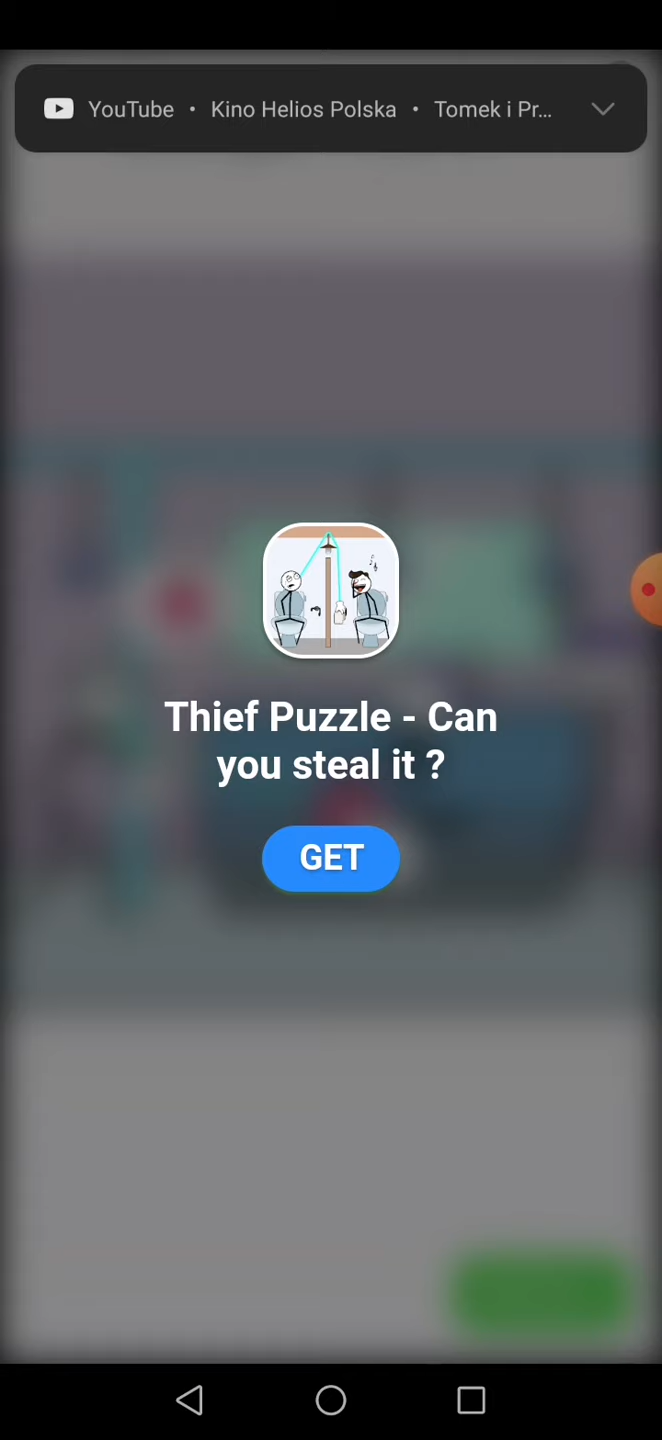 YouTube • Kino Helios Polska • Tomek i Pr...
Thief Puzzle - Can
you steal it ?
GET